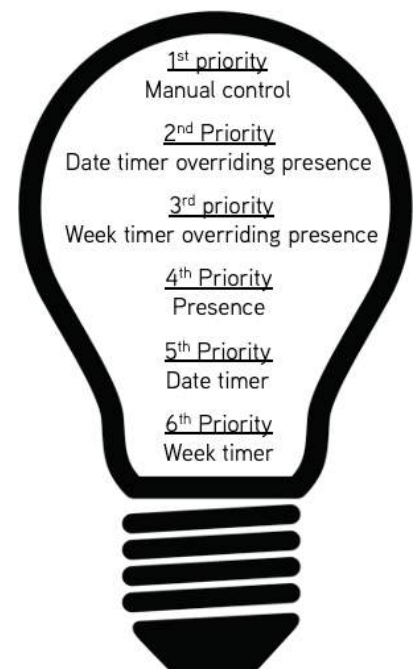 1st priority
Manual control
2nd Priority
Date timer overriding presence
3rd priority
Week timer overriding presence
4th Priority
Presence
5th Priority
Date timer
6th Priority
Week timer